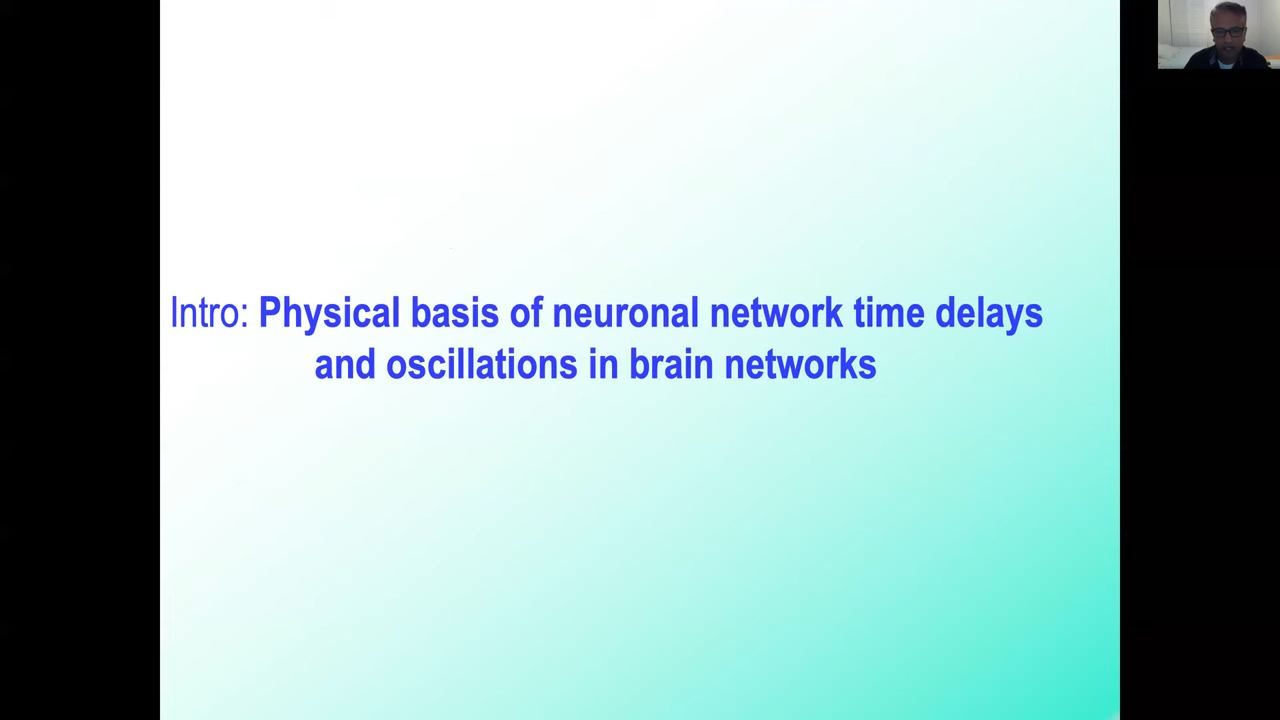 Intro: Physical basis of neuronal network time delays
and oscillations in brain networks